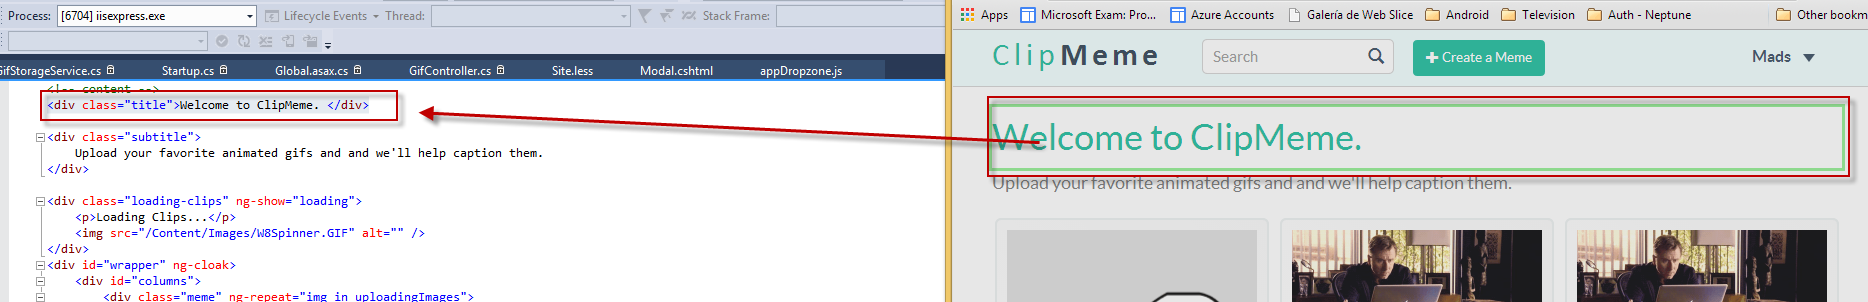 Process: [6704] iisexpress.exe Lifecycle Events Thread: Stack Frame:
GifStorageService.cs Startup.cs Global.asax.cs GifController.cs Site.less Modal.cshtml appDropzone.js
<!-- content -->
<div class="title">Welcome to ClipMeme. </div>
<div class="subtitle">
Upload your favorite animated gifs and and we'll help caption them.
</div>
<div class="loading-clips" ng-show="loading">
<p>Loading Clips...</p>
<img src="/Content/Images/W8Spinner.GIF" alt="" />
</div>
<div id="wrapper" ng-cloak>
<div id="columns">
<div class="meme" ng-repeat="img in uploadingImages">
Apps Microsoft Exam: Pro... Azure Accounts Galería de Web Slice Android Television Auth - Neptune Other bookm
ClipMeme Search Create a Meme Mads
Welcome to ClipMeme.
Upload your favorite animated gifs and and we'll help caption them.